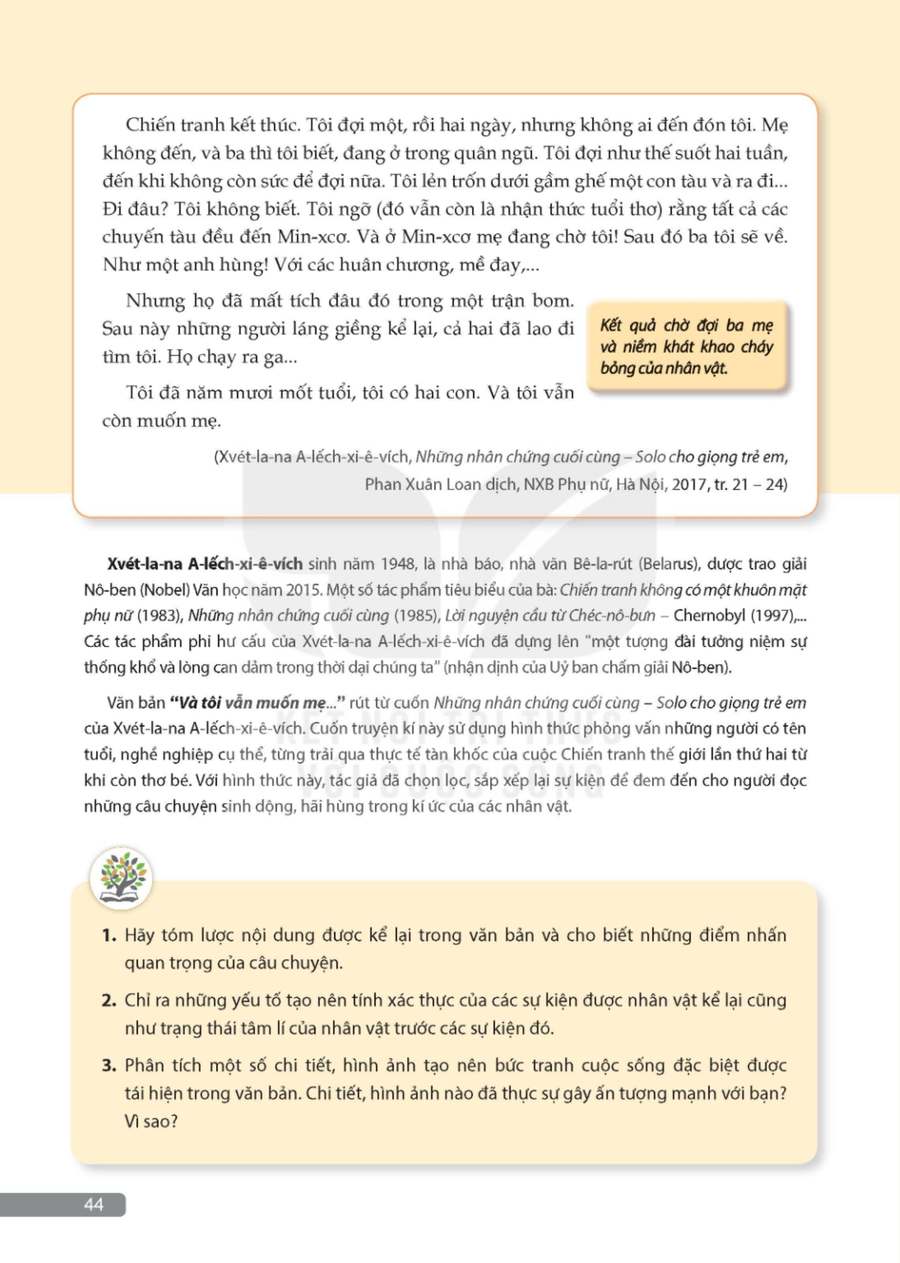 Chiến tranh kết thúc. Tôi đợi một, rồi hai ngày, nhưng không ai đến đón tôi. Mẹ
không đến, và ba thì tôi biết, đang ở trong quân ngũ. Tôi đợi như thế suốt hai tuần,
đến khi không còn sức để đợi nữa. Tôi lẻn trốn dưới gầm ghế một con tàu và ra đi...
Đi đâu? Tôi không biết. Tôi ngỡ (đó vẫn còn là nhận thức tuổi thơ) rằng tất cả các
chuyến tàu đều đến Min-xcơ. Và ở Min-xcơ mẹ đang chờ tôi! Sau đó ba tôi sẽ về.
Như một anh hùng! Với các huân chương, mề đay,...
Nhưng họ đã mất tích đâu đó trong một trận bom.
Sau này những người láng giềng kể lại, cả hai đã lao đi
tìm tôi. Họ chạy ra ga...
Kết quả chờ đợi ba mẹ
và niềm khát khao cháy
bỏng của nhân vật.
Tôi đã năm mươi mốt tuổi, tôi có hai con. Và tôi vẫn
còn muốn mẹ.
(Xvét-la-na A-lếch-xi-ê-vích, Những nhân chứng cuối cùng – Solo cho giọng trẻ em,
Phan Xuân Loan dịch, NXB Phụ nữ, Hà Nội, 2017, tr. 21 – 24)
Xvét-la-na A-lếch-xi-ê-vích sinh năm 1948, là nhà báo, nhà văn Bê-la-rút (Belarus), được trao giải
Nô-ben (Nobel) Văn học năm 2015. Một số tác phẩm tiêu biểu của bà: Chiến tranh không có một khuôn mặt
phụ nữ (1983), Những nhân chứng cuối cùng (1985), Lời nguyện cầu từ Chéc-nô-bưn – Chernobyl (1997),...
Các tác phẩm phi hư cấu của Xvét-la-na A-lếch-xi-ê-vích đã dựng lên "một tượng đài tưởng niệm sự
thống khổ và lòng can đảm trong thời đại chúng ta" (nhận định của Uỷ ban chấm giải Nô-ben).
Văn bản "Và tôi vẫn muốn mẹ..." rút từ cuốn Những nhân chứng cuối cùng – Solo cho giọng trẻ em
của Xvét-la-na A-lếch-xi-ê-vích. Cuốn truyện kí này sử dụng hình thức phỏng vấn những người có tên
tuổi, nghề nghiệp cụ thể, từng trải qua thực tế tàn khốc của cuộc Chiến tranh thế giới lần thứ hai từ
khi còn thơ bé. Với hình thức này, tác giả đã chọn lọc, sắp xếp lại sự kiện để đem đến cho người đọc
những câu chuyện sinh động, hãi hùng trong kí ức của các nhân vật.
KẾT NỐI TRI THỨC
VỚI CUỘC SỐNG
1. Hãy tóm lược nội dung được kể lại trong văn bản và cho biết những điểm nhấn
quan trọng của câu chuyện.
2. Chỉ ra những yếu tố tạo nên tính xác thực của các sự kiện được nhân vật kể lại cũng
như trạng thái tâm lí của nhân vật trước các sự kiện đó.
3. Phân tích một số chi tiết, hình ảnh tạo nên bức tranh cuộc sống đặc biệt được
tái hiện trong văn bản. Chi tiết, hình ảnh nào đã thực sự gây ấn tượng mạnh với bạn?
Vì sao?
44